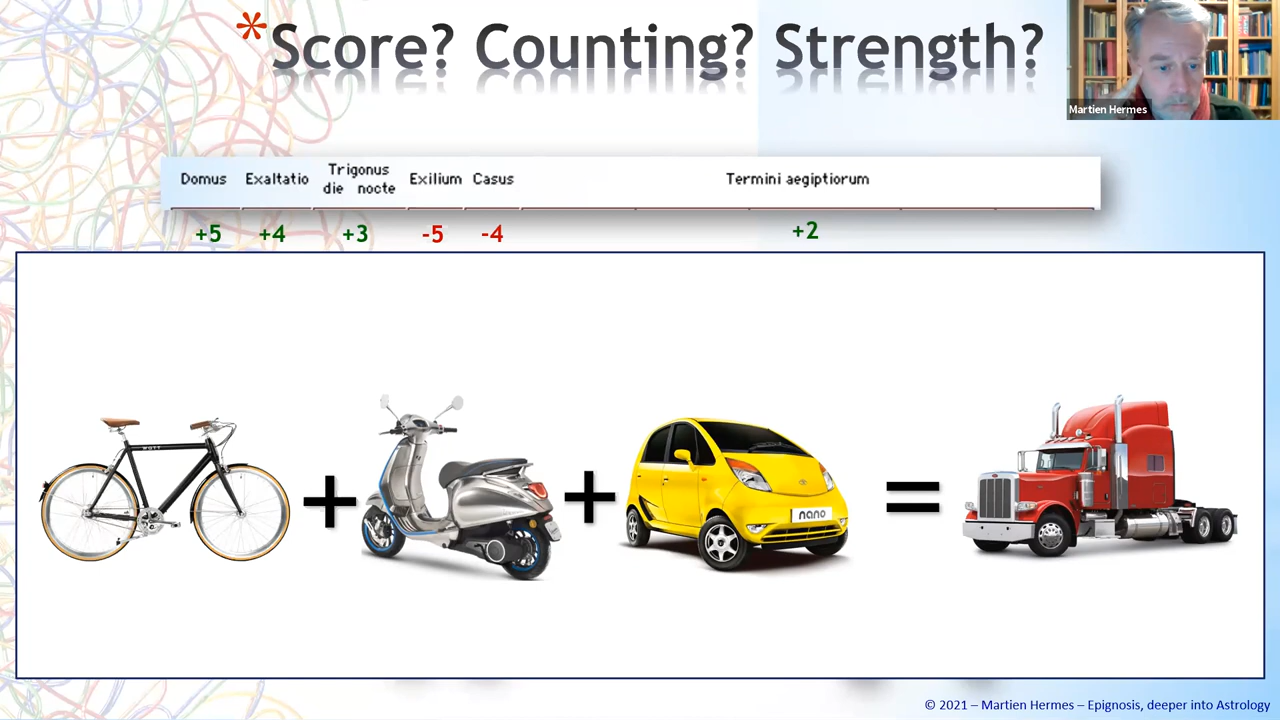 *Score? Counting? Strength?
Martien Hermes
Domus Exaltatio Trigonus die nocte Exilium Casus Termini aegiptiorum
+5 +4 +3 -5 -4 +2
+ + =
nano
© 2021 – Martien Hermes – Epignosis, deeper into Astrology